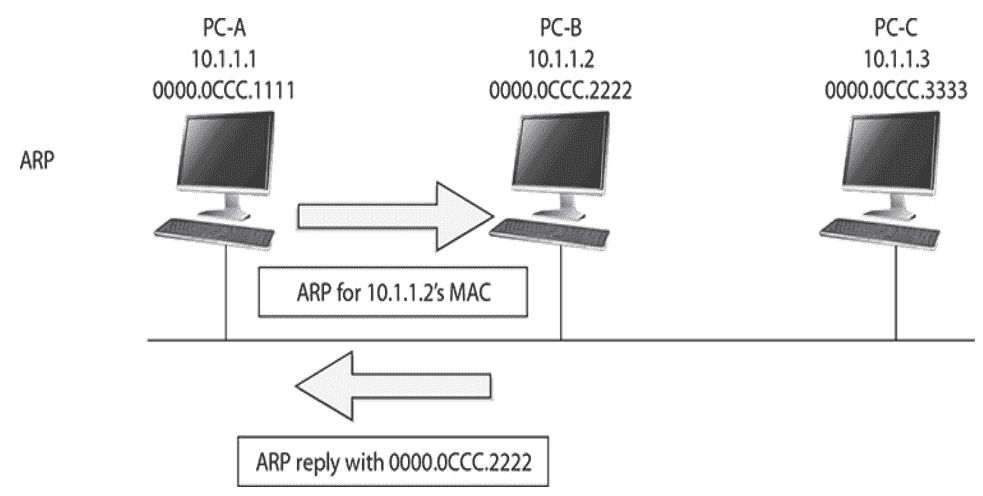 PC-A
10.1.1.1
0000.0CCC.1111
PC-B
10.1.1.2
0000.0CCC.2222
PC-C
10.1.1.3
0000.0CCC.3333
ARP
ARP for 10.1.1.2's MAC
ARP reply with 0000.0CCC.2222